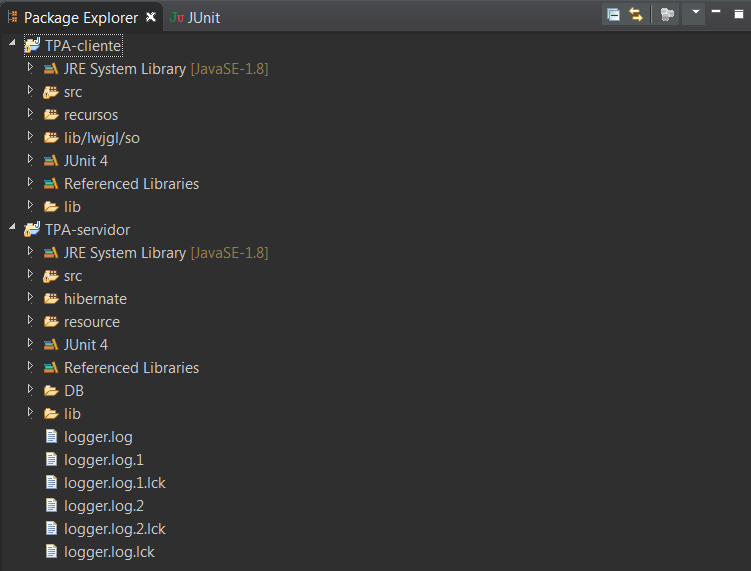 Package Explorer JUnit
TPA-cliente
JRE System Library [JavaSE-1.8]
src
recursos
lib/lwjgl/so
JUnit 4
Referenced Libraries
lib
TPA-servidor
JRE System Library [JavaSE-1.8]
src
hibernate
resource
JUnit 4
Referenced Libraries
DB
lib
logger.log
logger.log.1
logger.log.1.lck
logger.log.2
logger.log.2.lck
logger.log.lck